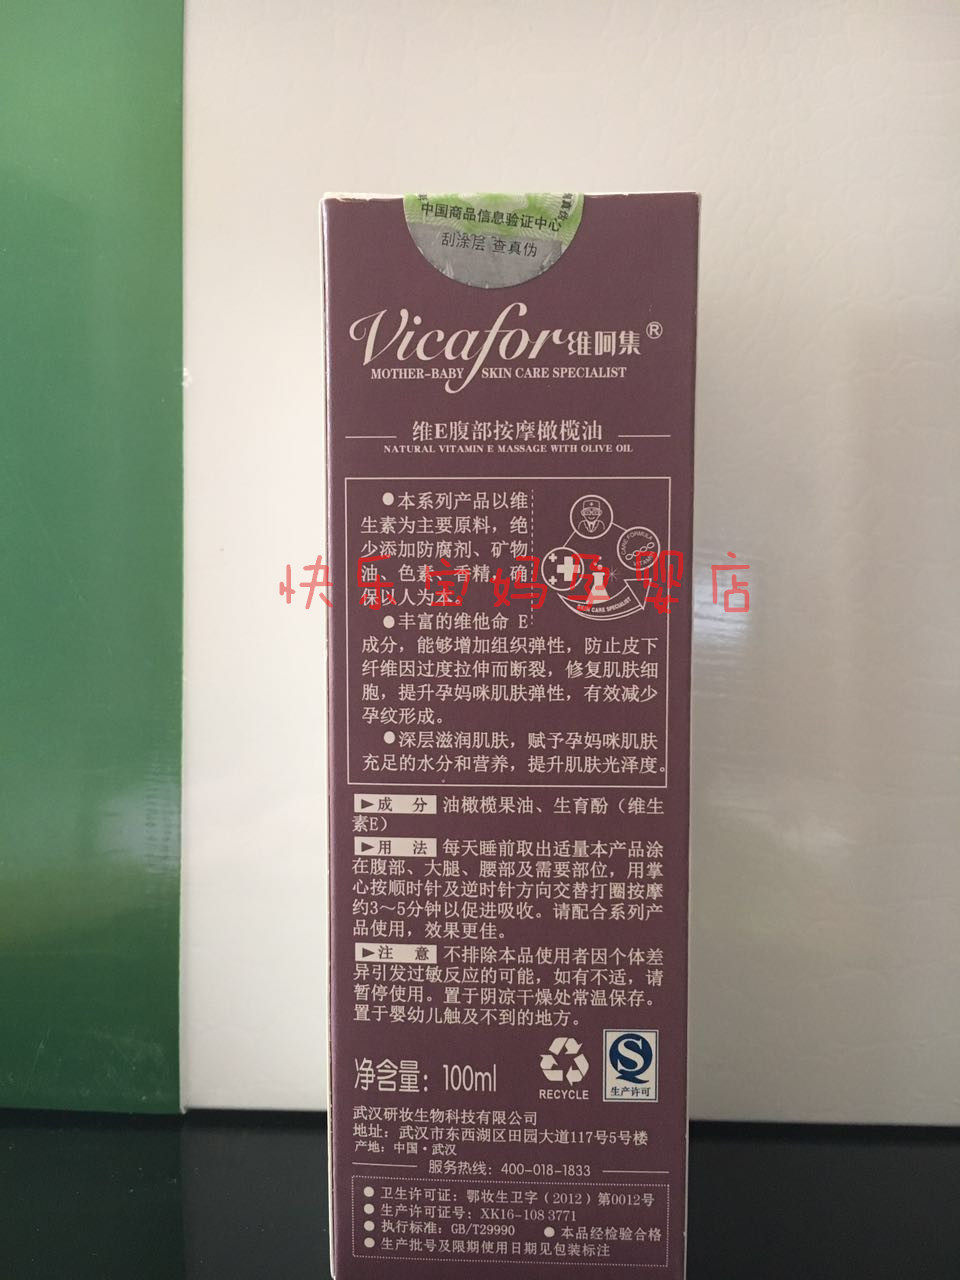 中国商品信息验证中心
刮涂层 查真伪
Vicafor维呵集®
MOTHER-BABY SKIN CARE SPECIALIST
维E腹部按摩橄榄油
NATURAL VITAMIN E MASSAGE WITH OLIVE OIL
●本系列产品以维
生素为主要原料，绝
少添加防腐剂、矿物
油、色素、香精，确
保以人为本。
●丰富的维他命 E
成分，能够增加组织弹性，防止皮下
纤维因过度拉伸而断裂，修复肌肤细
胞，提升孕妈咪肌肤弹性，有效减少
孕纹形成。
●深层滋润肌肤，赋予孕妈咪肌肤
充足的水分和营养，提升肌肤光泽度。
CARE FORMULA
SKIN CARE SPECIALIST
快乐宝妈孕婴店
▶成 分 油橄榄果油、生育酚（维生
素E）
▶用 法 每天睡前取出适量本产品涂
在腹部、大腿、腰部及需要部位，用掌
心按顺时针及逆时针方向交替打圈按摩
约3～5分钟以促进吸收。请配合系列产
品使用，效果更佳。
▶注 意 不排除本品使用者因个体差
异引发过敏反应的可能，如有不适，请
暂停使用。置于阴凉干燥处常温保存。
置于婴幼儿触及不到的地方。
净含量：100ml
RECYCLE
生产许可
武汉研妆生物科技有限公司
地址：武汉市东西湖区田园大道117号5号楼
产地：中国·武汉
服务热线：400-018-1833
●卫生许可证：鄂妆生卫字（2012）第0012号
●生产许可证号：XK16-108 3771
●执行标准：GB/T29990 ●本品经检验合格
●生产批号及限期使用日期见包装标注